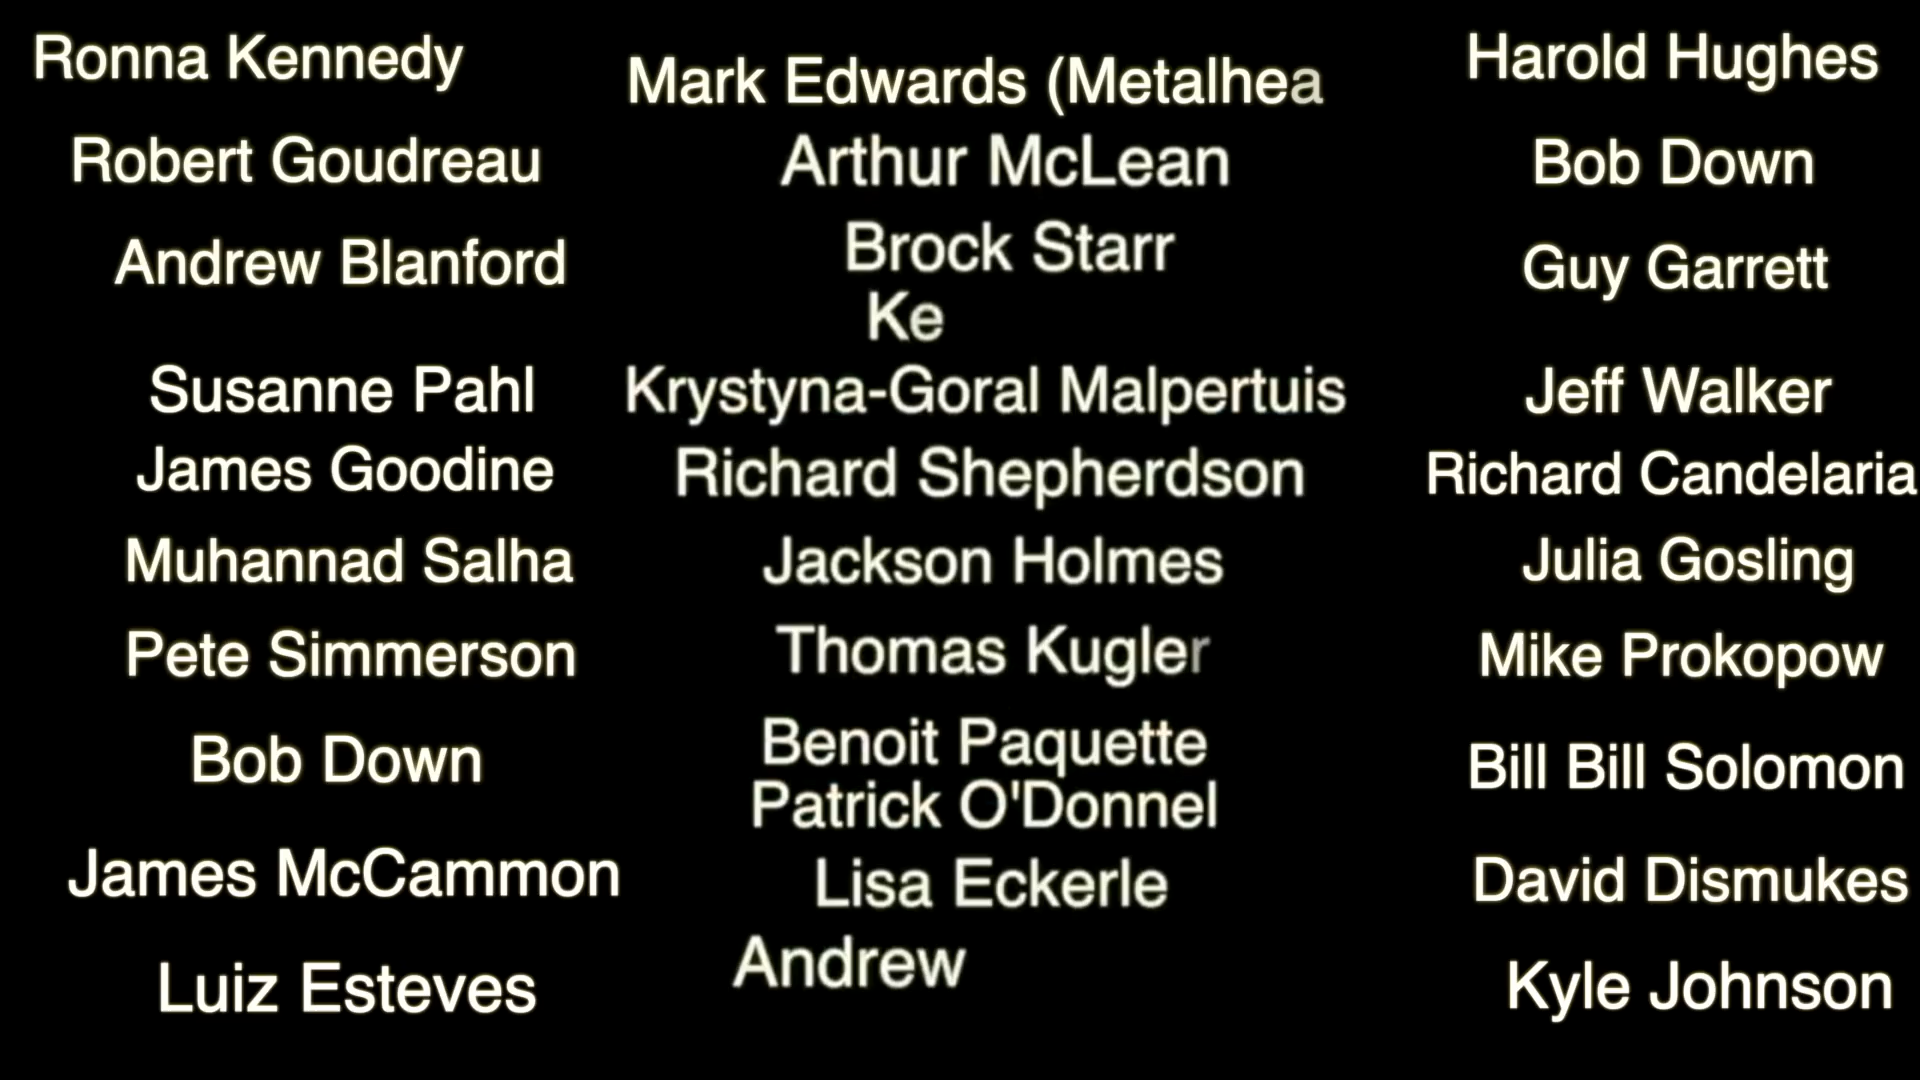 Ronna Kennedy
Robert Goudreau
Andrew Blanford
Susanne Pahl
James Goodine
Muhannad Salha
Pete Simmerson
Bob Down
James McCammon
Luiz Esteves
Mark Edwards (Metalhea
Arthur McLean
Brock Starr
Ke
Krystyna-Goral Malpertuis
Richard Shepherdson
Jackson Holmes
Thomas Kugler
Benoit Paquette
Patrick O'Donnel
Lisa Eckerle
Andrew
Harold Hughes
Bob Down
Guy Garrett
Jeff Walker
Richard Candelaria
Julia Gosling
Mike Prokopow
Bill Bill Solomon
David Dismukes
Kyle Johnson